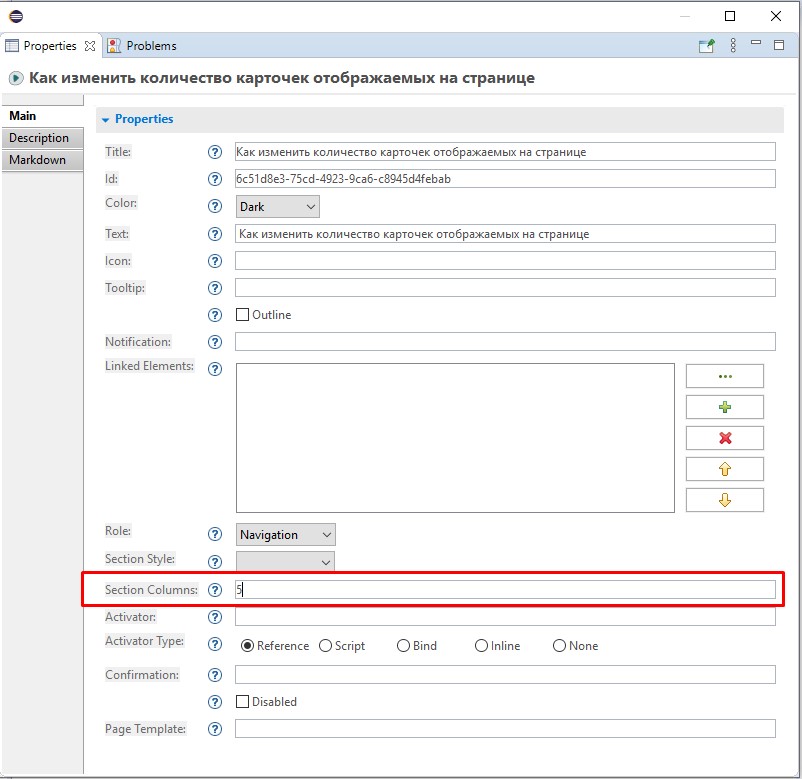 Properties Problems
Как изменить количество карточек отображаемых на странице
Main
Description
Markdown
Properties
Title: Как изменить количество карточек отображаемых на странице
Id: 6c51d8e3-75cd-4923-9ca6-c8945d4febab
Color: Dark
Text: Как изменить количество карточек отображаемых на странице
Icon:
Tooltip:
Outline
Notification:
Linked Elements:
Role: Navigation
Section Style:
Section Columns: 5
Activator:
Activator Type: Reference Script Bind Inline None
Confirmation:
Disabled
Page Template: